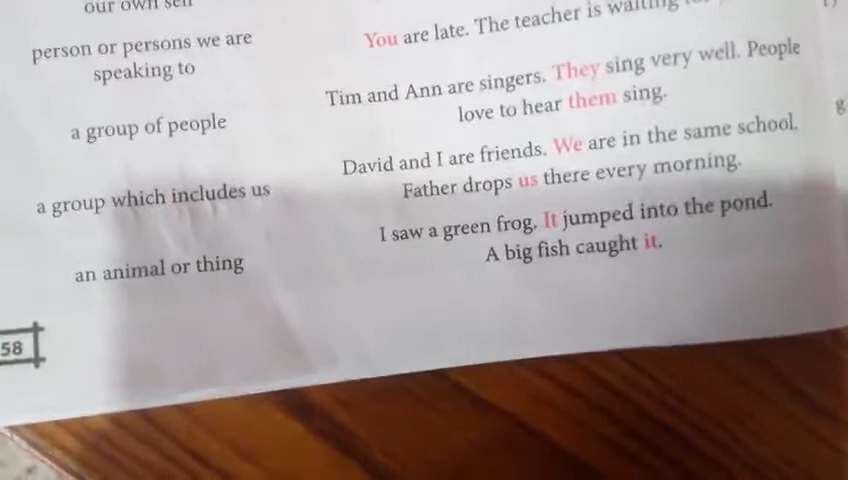 our own self
person or persons we are
speaking to
You are late. The teacher is waiting
a group of people
Tim and Ann are singers. They sing very well. People
love to hear them sing.
a group which includes us
David and I are friends. We are in the same school,
Father drops us there every morning.
an animal or thing
I saw a green frog. It jumped into the pond.
A big fish caught it.
58